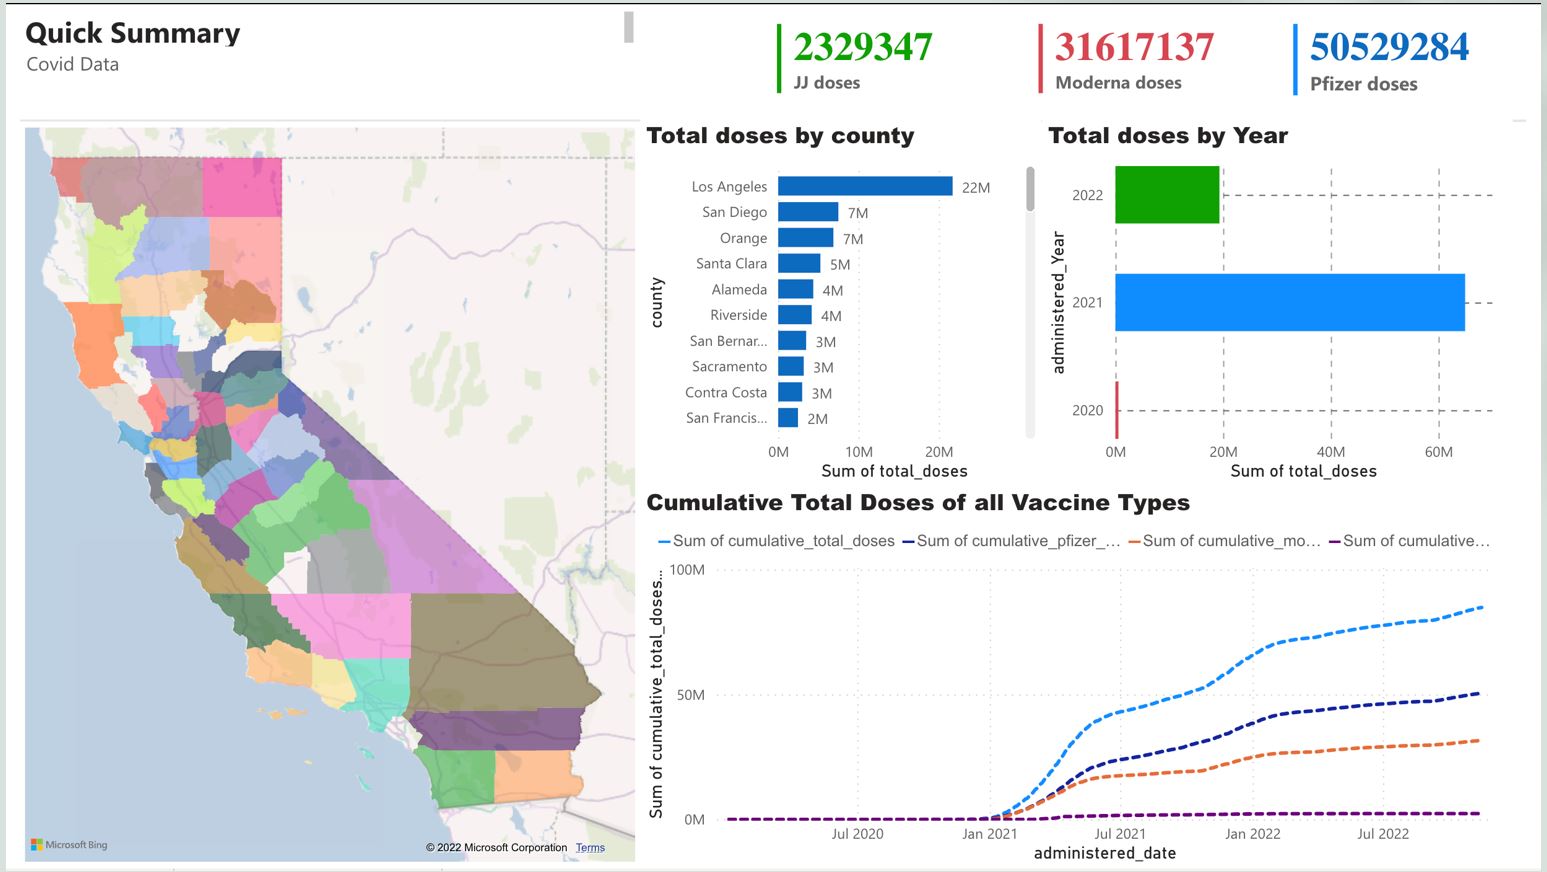 Quick Summary
Covid Data
2329347
JJ doses
31617137
Moderna doses
50529284
Pfizer doses
Microsoft Bing
© 2022 Microsoft Corporation Terms
Total doses by county
county
Los Angeles 22M
San Diego 7M
Orange 7M
Santa Clara 5M
Alameda 4M
Riverside 4M
San Bernar... 3M
Sacramento 3M
Contra Costa 3M
San Francis... 2M
0M 10M 20M
Sum of total_doses
Total doses by Year
administered_Year
2022
2021
2020
0M 20M 40M 60M
Sum of total_doses
Cumulative Total Doses of all Vaccine Types
Sum of cumulative_total_doses Sum of cumulative_pfizer_... Sum of cumulative_mo... Sum of cumulative...
Sum of cumulative_total_doses...
100M
50M
0M
Jul 2020 Jan 2021 Jul 2021 Jan 2022 Jul 2022
administered_date